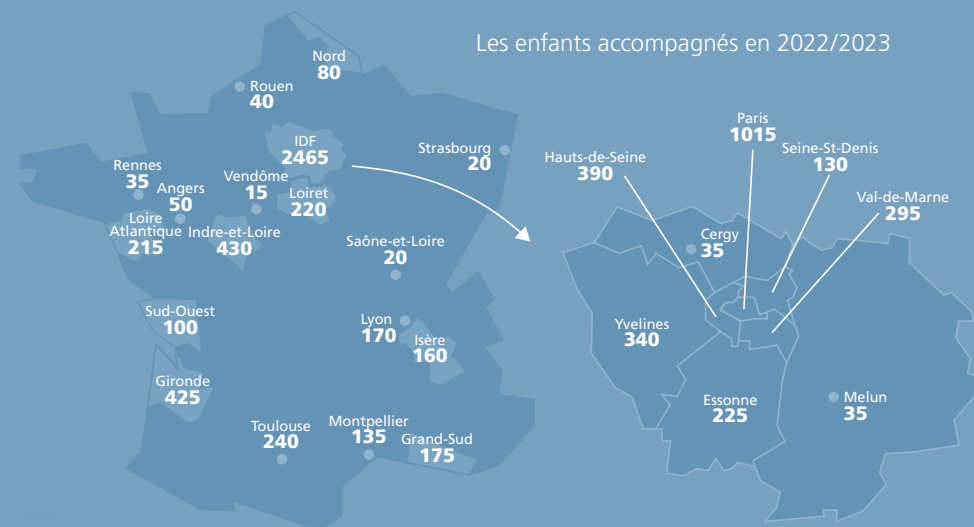 Les enfants accompagnés en 2022/2023
Nord
80
Rouen
40
IDF
2465
Strasbourg
20
Rennes
35
Angers
50
Vendôme
15
Loiret
220
Loire
Atlantique
215
Indre-et-Loire
430
Saône-et-Loire
20
Sud-Ouest
100
Lyon
170
Isère
160
Gironde
425
Toulouse
240
Montpellier
135
Grand-Sud
175
Paris
1015
Hauts-de-Seine
390
Seine-St-Denis
130
Val-de-Marne
295
Cergy
35
Yvelines
340
Essonne
225
Melun
35